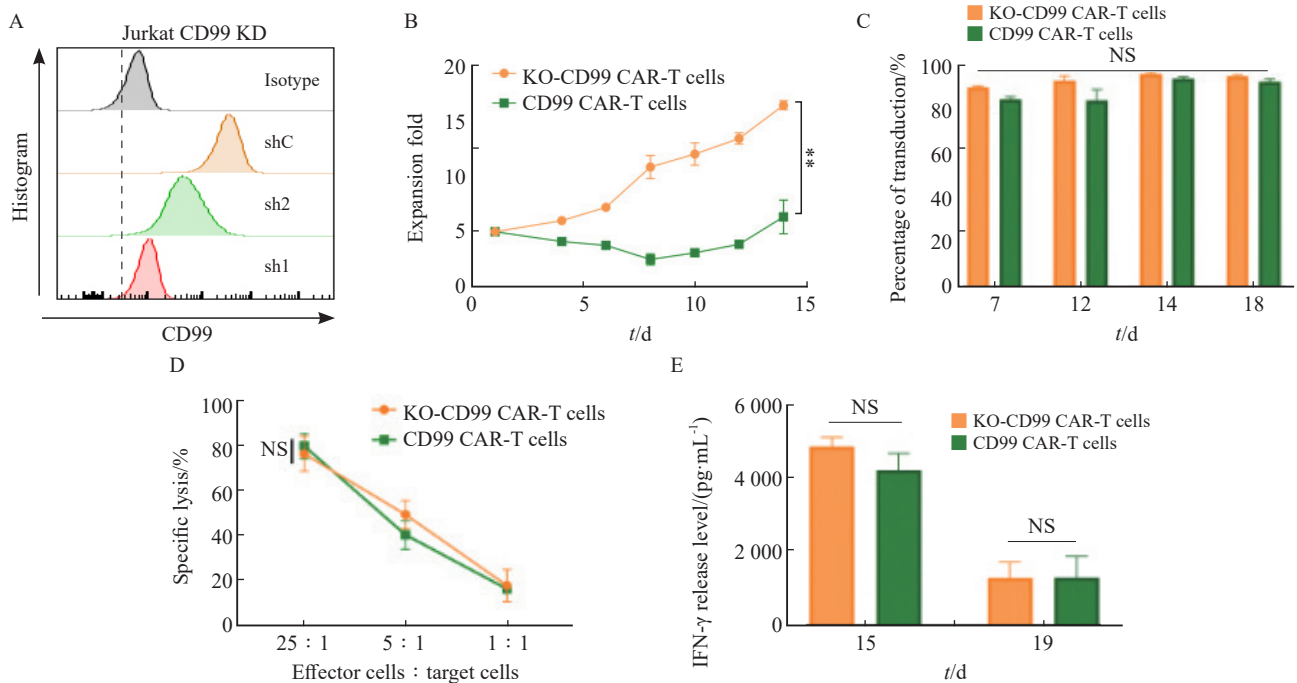 A
Jurkat CD99 KD
Isotype
shC
sh2
sh1
Histogram
CD99
B
KO-CD99 CAR-T cells
CD99 CAR-T cells
20
15
10
5
0
Expansion fold
**
0
5
10
15
t/d
C
KO-CD99 CAR-T cells
CD99 CAR-T cells
NS
100
80
60
40
20
0
Percentage of transduction/%
7
12
14
18
t/d
D
KO-CD99 CAR-T cells
CD99 CAR-T cells
100
80
60
40
20
0
NS
Specific lysis/%
25 : 1
5 : 1
1 : 1
Effector cells : target cells
E
KO-CD99 CAR-T cells
CD99 CAR-T cells
6 000
4 000
2 000
0
NS
NS
IFN-γ release level/(pg·mL⁻¹)
15
19
t/d